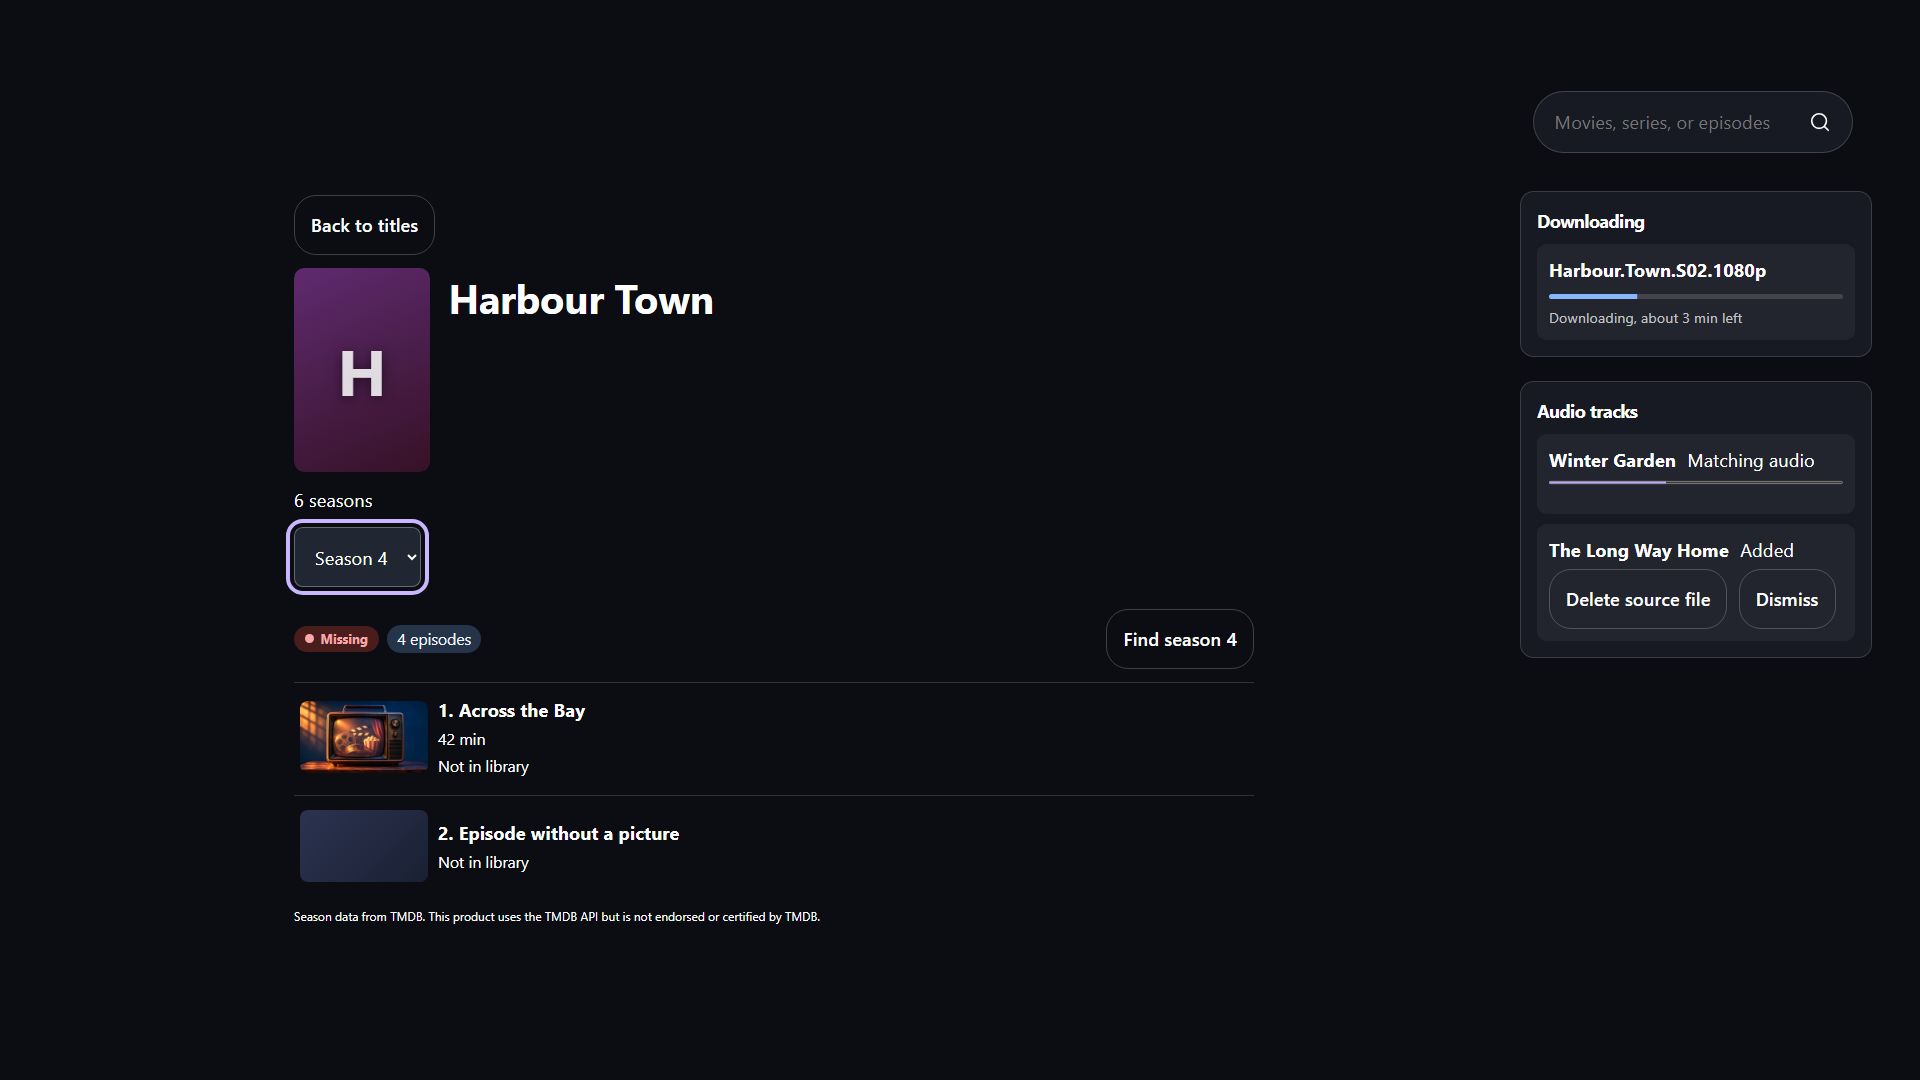 Movies, series, or episodes
Back to titles
H
Harbour Town
6 seasons
Season 4
Missing
4 episodes
Find season 4
1. Across the Bay
42 min
Not in library
2. Episode without a picture
Not in library
Season data from TMDB. This product uses the TMDB API but is not endorsed or certified by TMDB.
Downloading
Harbour.Town.S02.1080p
Downloading, about 3 min left
Audio tracks
Winter Garden Matching audio
The Long Way Home Added
Delete source file
Dismiss